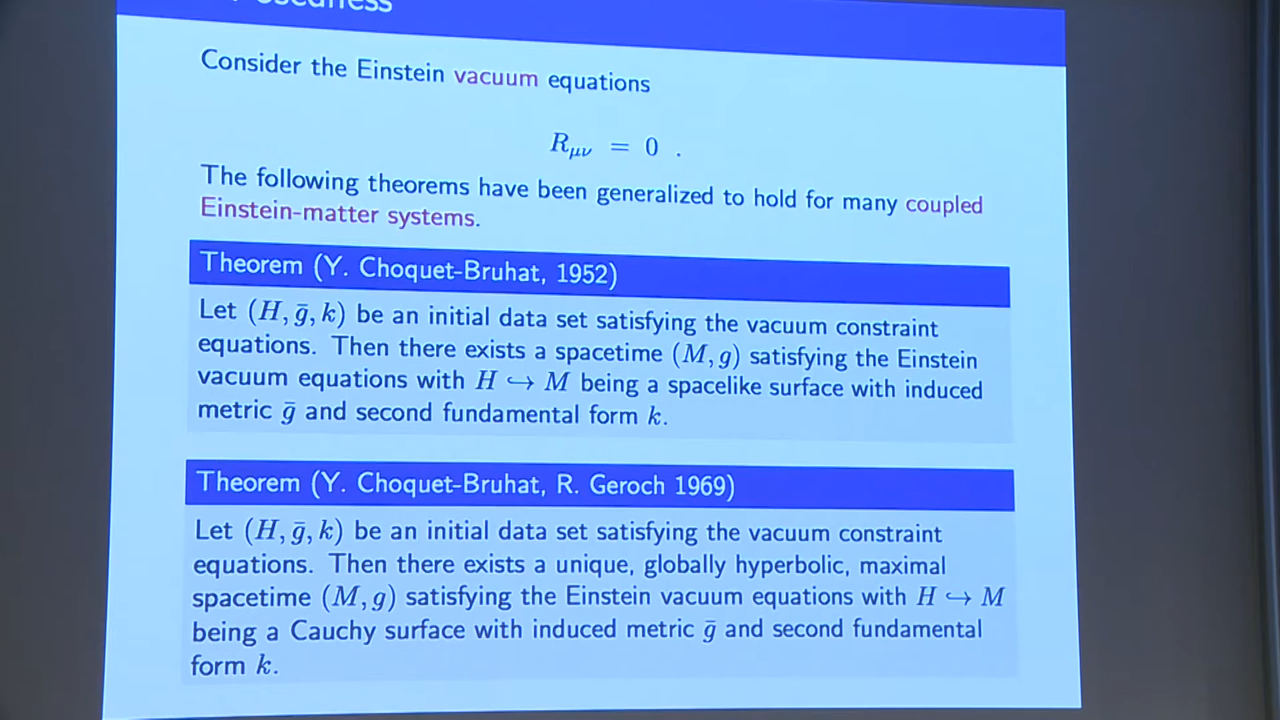 Consider the Einstein vacuum equations
R_{μν} = 0 .
The following theorems have been generalized to hold for many coupled
Einstein-matter systems.
Theorem (Y. Choquet-Bruhat, 1952)
Let (H, ḡ, k) be an initial data set satisfying the vacuum constraint
equations. Then there exists a spacetime (M, g) satisfying the Einstein
vacuum equations with H ↪ M being a spacelike surface with induced
metric ḡ and second fundamental form k.
Theorem (Y. Choquet-Bruhat, R. Geroch 1969)
Let (H, ḡ, k) be an initial data set satisfying the vacuum constraint
equations. Then there exists a unique, globally hyperbolic, maximal
spacetime (M, g) satisfying the Einstein vacuum equations with H ↪ M
being a Cauchy surface with induced metric ḡ and second fundamental
form k.